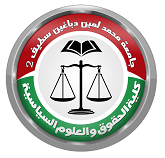 جامعة محمد لمين دباغين سطيف 2
كلية الحقوق والعلوم السياسية